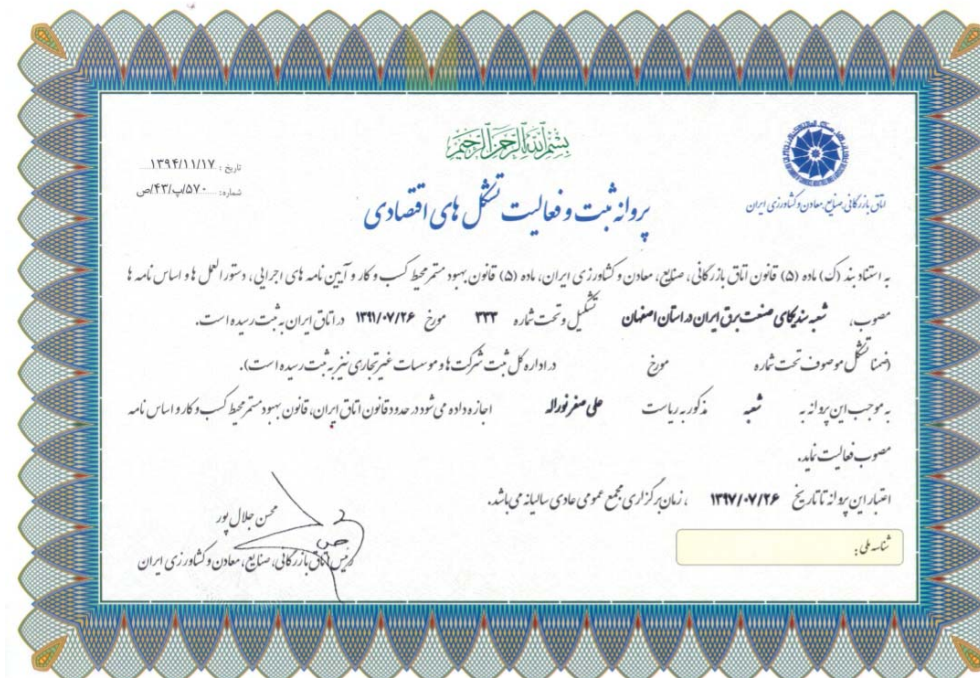 بسم الله الرحمن الرحیم
تاریخ : ۱۳۹۴/۱۱/۱۷
شماره: ۵۷۰/پ/۴۳/ص
اتاق بازرگانی، صنایع، معادن و کشاورزی ایران
پروانه ثبت و فعالیت تشکل های اقتصادی
به استناد بند (ک) ماده (۵) قانون اتاق بازرگانی، صنایع، معادن و کشاورزی ایران، ماده (۵) قانون بهبود مستمر محیط کسب و کار و آیین نامه های اجرایی، دستورالعمل ها و اساس نامه ها
مصوب، شعبه سندیکای صنعت برق ایران در استان اصفهان تشکیل و تحت شماره ۳۳۳ مورخ ۱۳۹۱/۰۷/۲۶ در اتاق ایران به ثبت رسیده است.
(ضمنا تشکل موصوف تحت شماره مورخ در اداره کل ثبت شرکت ها و موسسات غیرتجاری نیز به ثبت رسیده است).
به موجب این پروانه به شعبه مذکور به ریاست علی صفر نوراله اجازه داده می شود در حدود قانون اتاق ایران، قانون بهبود مستمر محیط کسب و کار و اساس نامه
مصوب فعالیت نماید.
اعتبار این پروانه تا تاریخ ۱۳۹۷/۰۷/۲۶ ، زمان برگزاری مجمع عمومی عادی سالیانه می باشد.
شناسه ملی :
محسن جلال پور
رئیس اتاق بازرگانی، صنایع، معادن و کشاورزی ایران